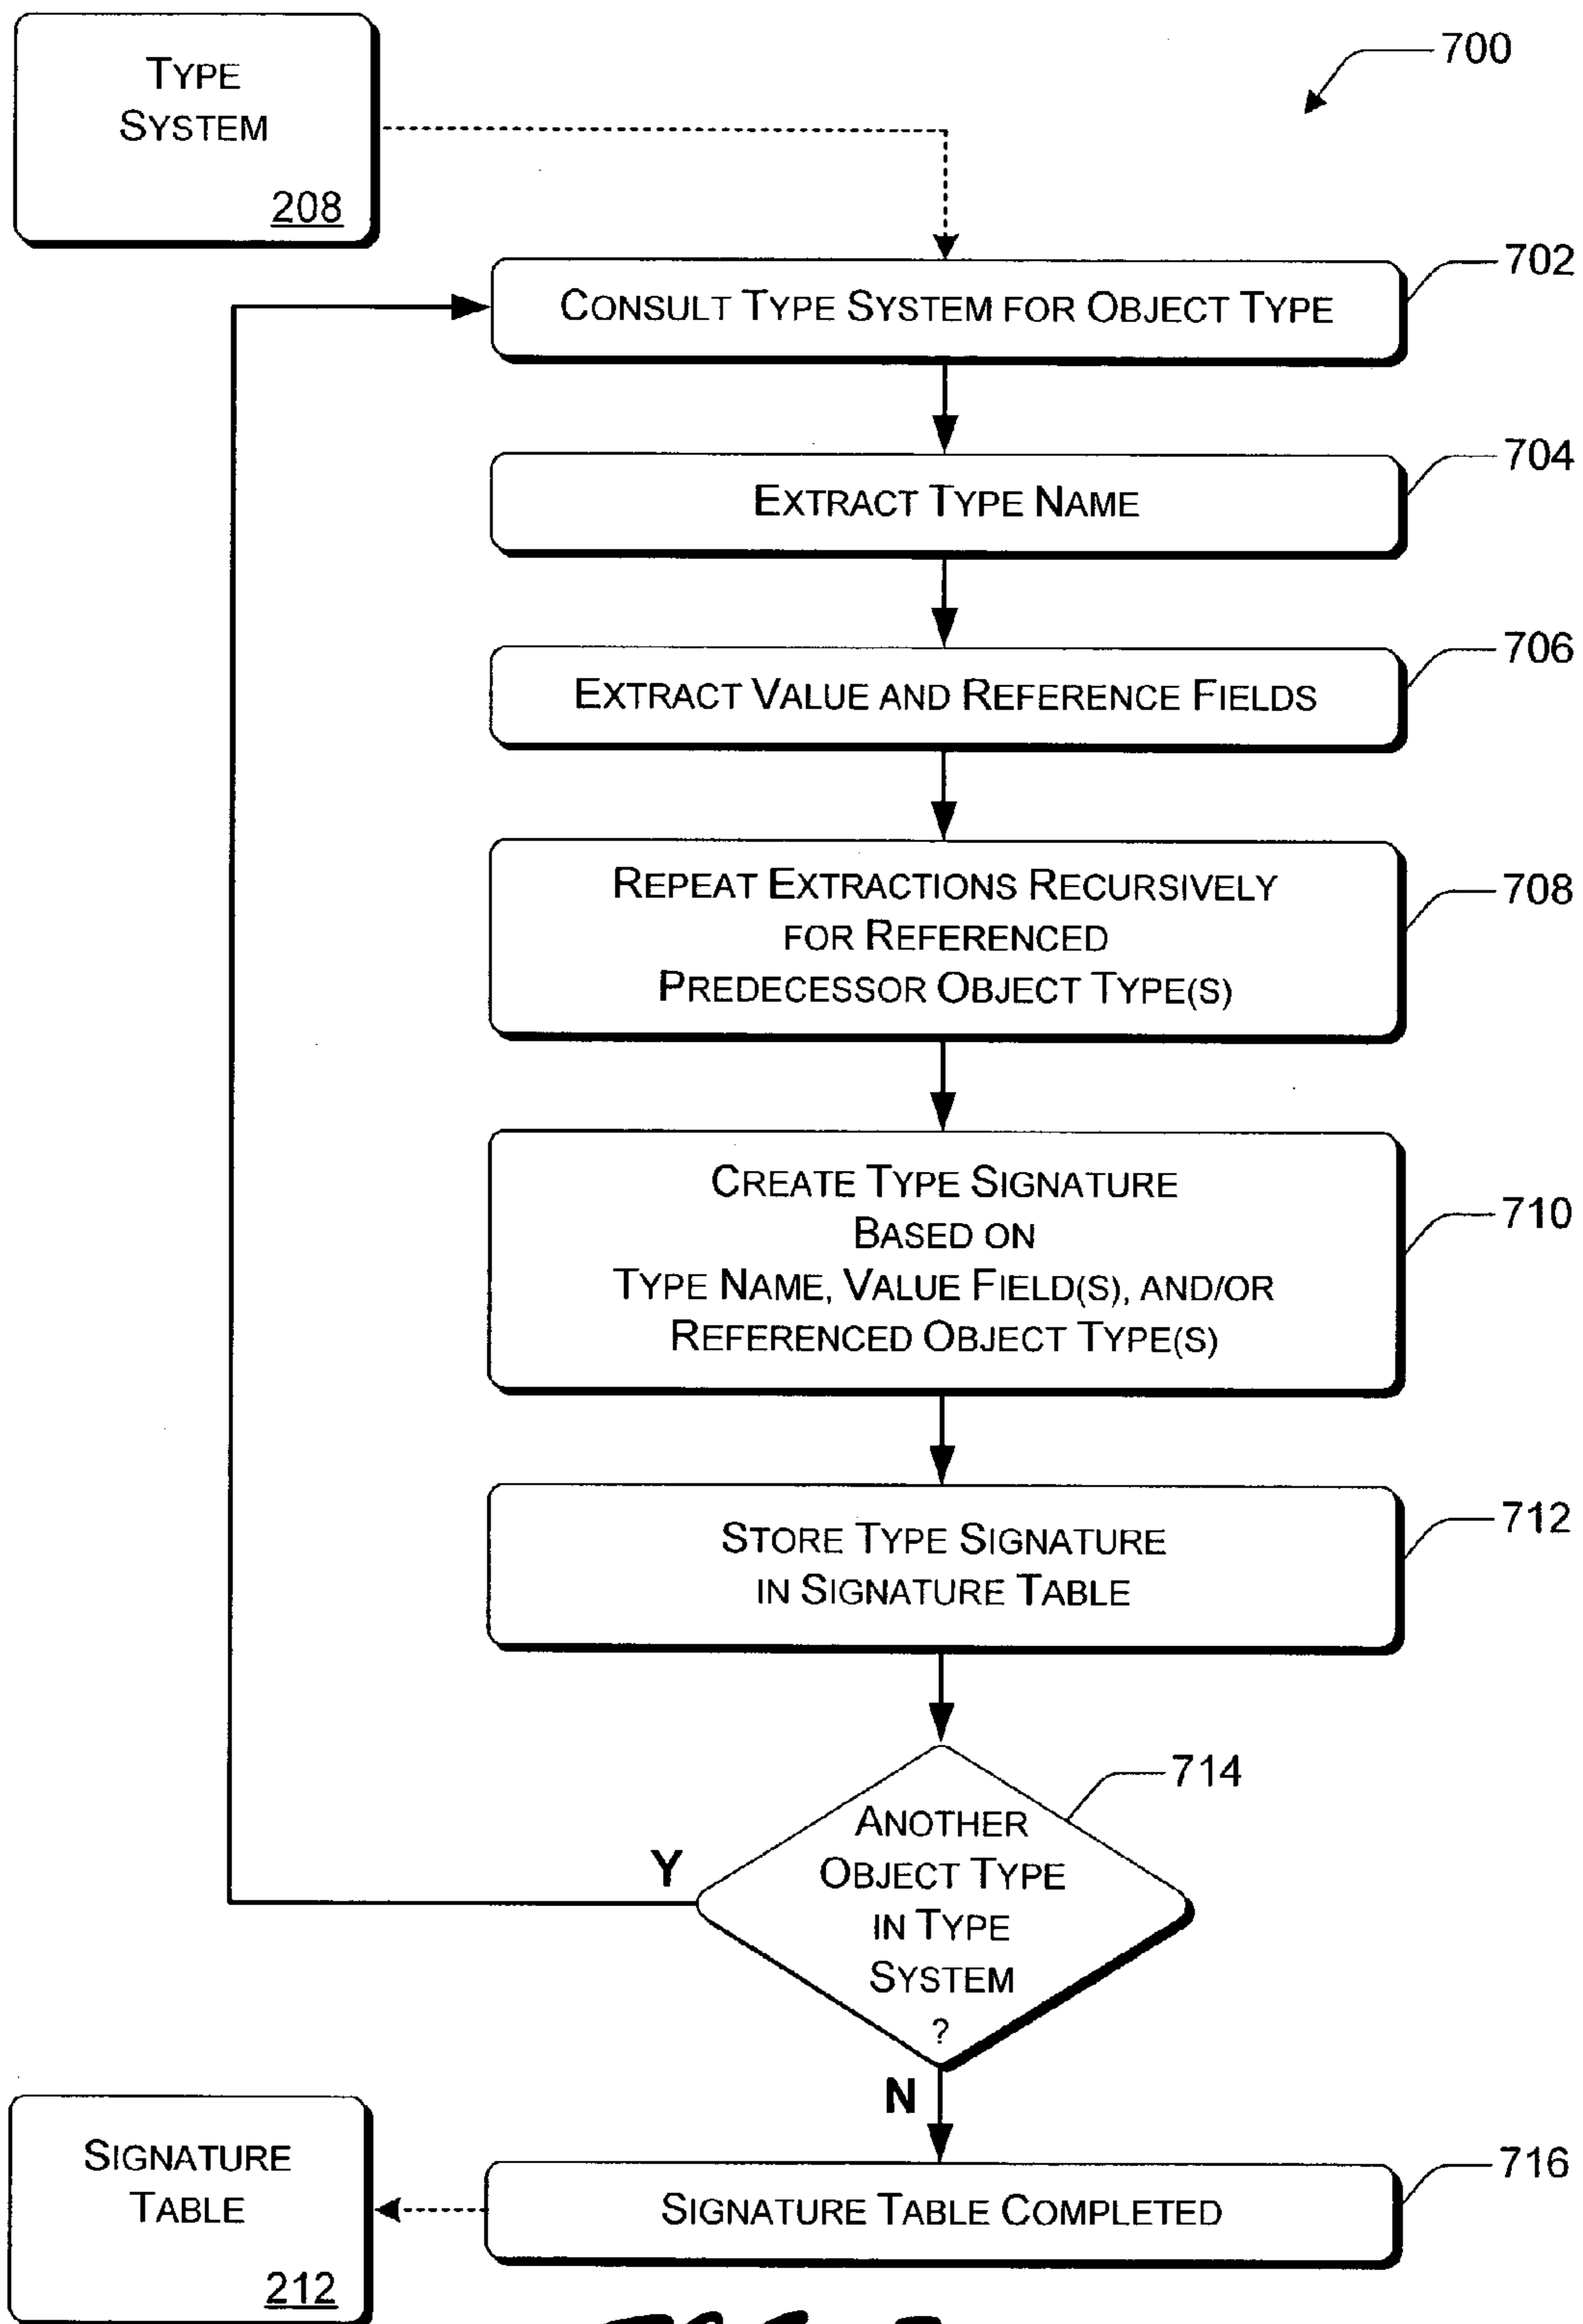 TYPE
SYSTEM
208
700
CONSULT TYPE SYSTEM FOR OBJECT TYPE
702
EXTRACT TYPE NAME
704
EXTRACT VALUE AND REFERENCE FIELDS
706
REPEAT EXTRACTIONS RECURSIVELY
FOR REFERENCED
PREDECESSOR OBJECT TYPE(S)
708
CREATE TYPE SIGNATURE
BASED ON
TYPE NAME, VALUE FIELD(S), AND/OR
REFERENCED OBJECT TYPE(S)
710
STORE TYPE SIGNATURE
IN SIGNATURE TABLE
712
ANOTHER
OBJECT TYPE
IN TYPE
SYSTEM
?
714
Y
N
SIGNATURE TABLE COMPLETED
716
SIGNATURE
TABLE
212